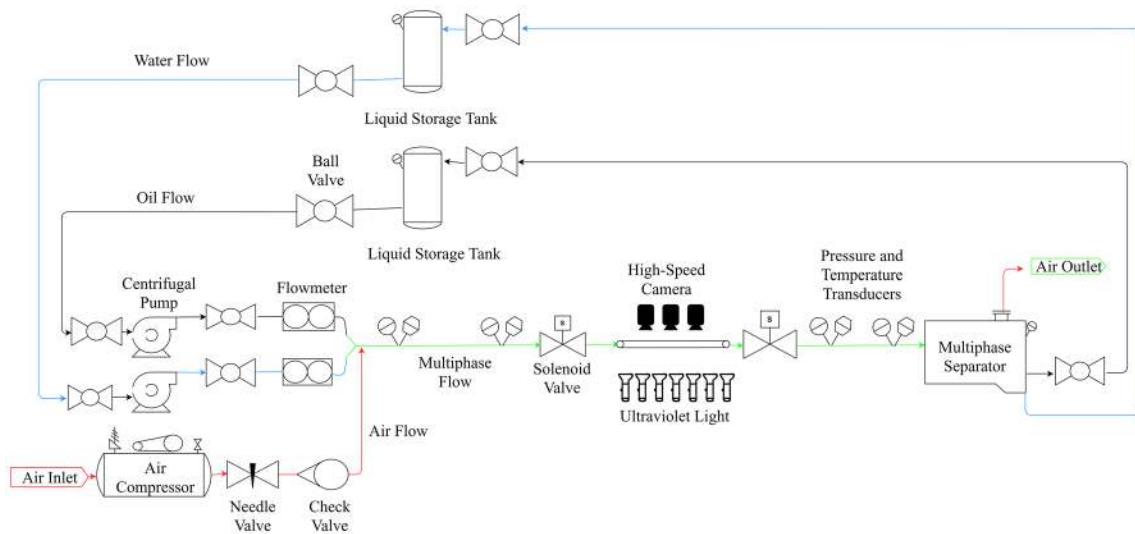 Water Flow
Liquid Storage Tank
Ball
Valve
Oil Flow
Liquid Storage Tank
Centrifugal
Pump
Flowmeter
High-Speed
Camera
Pressure and
Temperature
Transducers
Air Outlet
S
S
Multiphase
Flow
Solenoid
Valve
Multiphase
Separator
Ultraviolet Light
Air Flow
Air Inlet
Air
Compressor
Needle
Valve
Check
Valve